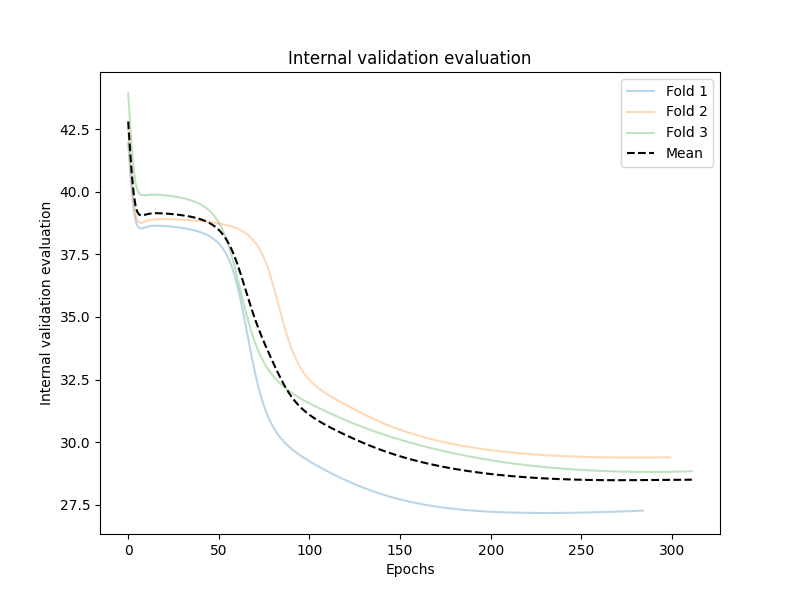 Internal validation evaluation
Fold 1
Fold 2
Fold 3
Mean
Internal validation evaluation
42.5
40.0
37.5
35.0
32.5
30.0
27.5
0 50 100 150 200 250 300
Epochs